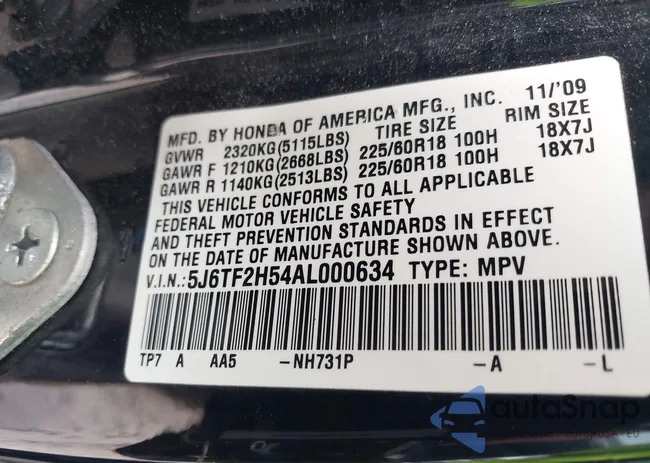 MFD. BY HONDA OF AMERICA MFG., INC. 11/'09
GVWR 2320KG(5115LBS) TIRE SIZE RIM SIZE
GAWR F 1210KG(2668LBS) 225/60R18 100H 18X7J
GAWR R 1140KG(2513LBS) 225/60R18 100H 18X7J
THIS VEHICLE CONFORMS TO ALL APPLICABLE
FEDERAL MOTOR VEHICLE SAFETY
AND THEFT PREVENTION STANDARDS IN EFFECT
ON THE DATE OF MANUFACTURE SHOWN ABOVE.
V.I.N.:5J6TF2H54AL000634 TYPE: MPV
TP7 A AA5 -NH731P -A -L
autoSnap